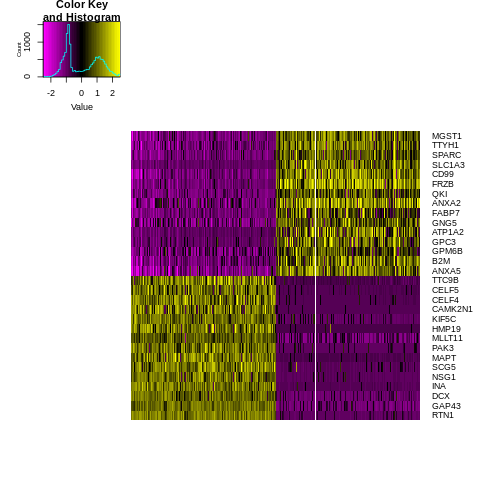 Color Key
and Histogram
Count
0 1000
-2 0 1 2
Value
MGST1
TTYH1
SPARC
SLC1A3
CD99
FRZB
QKI
ANXA2
FABP7
GNG5
ATP1A2
GPC3
GPM6B
B2M
ANXA5
TTC9B
CELF5
CELF4
CAMK2N1
KIF5C
HMP19
MLLT11
PAK3
MAPT
SCG5
NSG1
INA
DCX
GAP43
RTN1